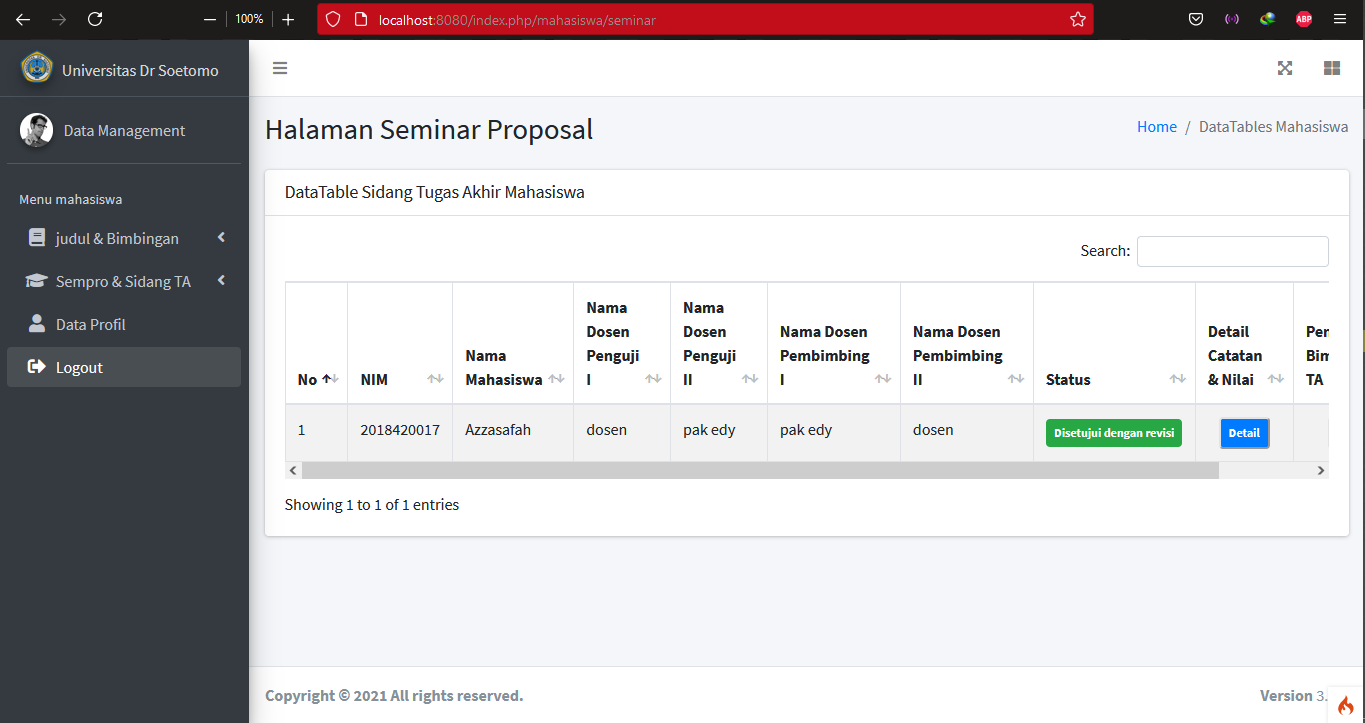 100%
localhost:8080/index.php/mahasiswa/seminar
ABP
Universitas Dr Soetomo
Data Management
Menu mahasiswa
judul & Bimbingan
Sempro & Sidang TA
Data Profil
Logout
Halaman Seminar Proposal
Home / DataTables Mahasiswa
DataTable Sidang Tugas Akhir Mahasiswa
Search:
No
NIM
Nama
Mahasiswa
Nama
Dosen
Penguji
I
Nama
Dosen
Penguji
II
Nama Dosen
Pembimbing
I
Nama Dosen
Pembimbing
II
Status
Detail
Catatan
& Nilai
Pen
Bim
TA
1 2018420017 Azzasafah dosen pak edy pak edy dosen Disetujui dengan revisi Detail
Showing 1 to 1 of 1 entries
Copyright © 2021 All rights reserved.
Version 3.